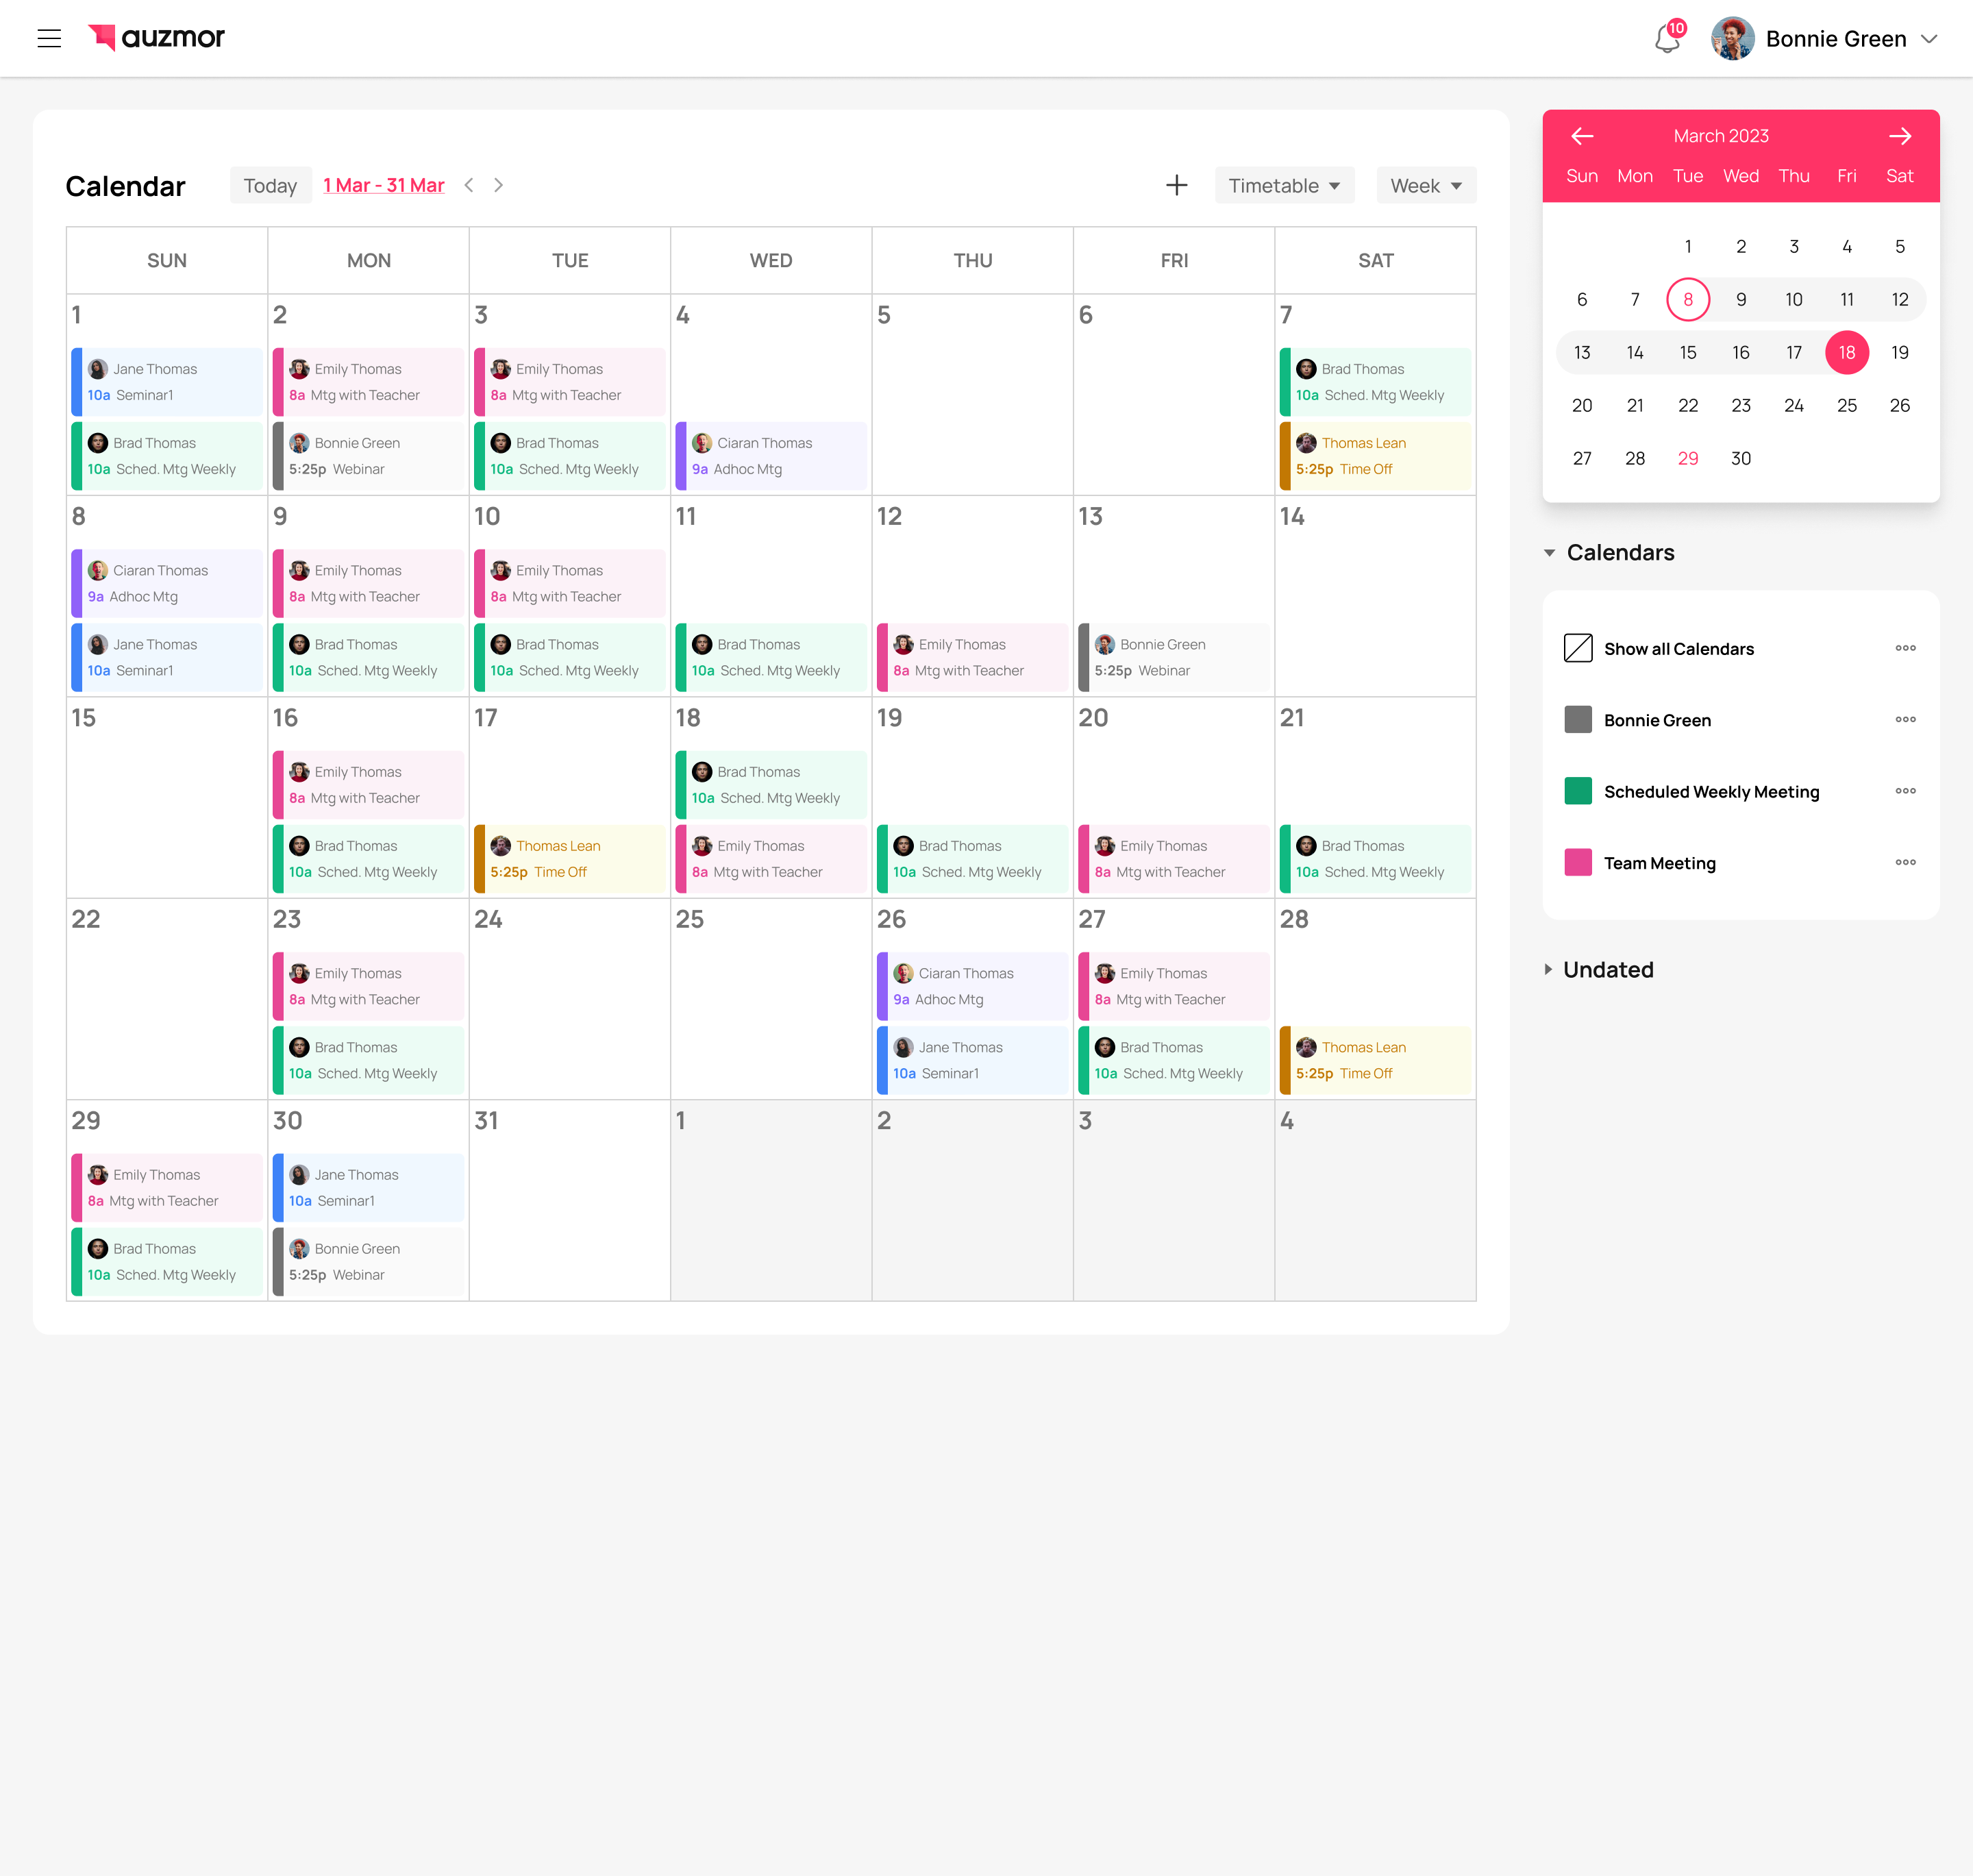 auzmor
10
Bonnie Green
Calendar
Today
1 Mar - 31 Mar
Timetable
Week
SUN MON TUE WED THU FRI SAT
1 2 3 4 5 6 7
Jane Thomas
10a Seminar1
Brad Thomas
10a Sched. Mtg Weekly
Emily Thomas
8a Mtg with Teacher
Bonnie Green
5:25p Webinar
Emily Thomas
8a Mtg with Teacher
Brad Thomas
10a Sched. Mtg Weekly
Ciaran Thomas
9a Adhoc Mtg
Brad Thomas
10a Sched. Mtg Weekly
Thomas Lean
5:25p Time Off
8 9 10 11 12 13 14
Ciaran Thomas
9a Adhoc Mtg
Jane Thomas
10a Seminar1
Emily Thomas
8a Mtg with Teacher
Brad Thomas
10a Sched. Mtg Weekly
Emily Thomas
8a Mtg with Teacher
Brad Thomas
10a Sched. Mtg Weekly
Brad Thomas
10a Sched. Mtg Weekly
Emily Thomas
8a Mtg with Teacher
Bonnie Green
5:25p Webinar
15 16 17 18 19 20 21
Emily Thomas
8a Mtg with Teacher
Brad Thomas
10a Sched. Mtg Weekly
Thomas Lean
5:25p Time Off
Brad Thomas
10a Sched. Mtg Weekly
Emily Thomas
8a Mtg with Teacher
Brad Thomas
10a Sched. Mtg Weekly
Emily Thomas
8a Mtg with Teacher
Brad Thomas
10a Sched. Mtg Weekly
22 23 24 25 26 27 28
Emily Thomas
8a Mtg with Teacher
Brad Thomas
10a Sched. Mtg Weekly
Ciaran Thomas
9a Adhoc Mtg
Jane Thomas
10a Seminar1
Emily Thomas
8a Mtg with Teacher
Brad Thomas
10a Sched. Mtg Weekly
Thomas Lean
5:25p Time Off
29 30 31 1 2 3 4
Emily Thomas
8a Mtg with Teacher
Brad Thomas
10a Sched. Mtg Weekly
Jane Thomas
10a Seminar1
Bonnie Green
5:25p Webinar
March 2023
Sun Mon Tue Wed Thu Fri Sat
1 2 3 4 5
6 7 8 9 10 11 12
13 14 15 16 17 18 19
20 21 22 23 24 25 26
27 28 29 30
Calendars
Show all Calendars
Bonnie Green
Scheduled Weekly Meeting
Team Meeting
Undated